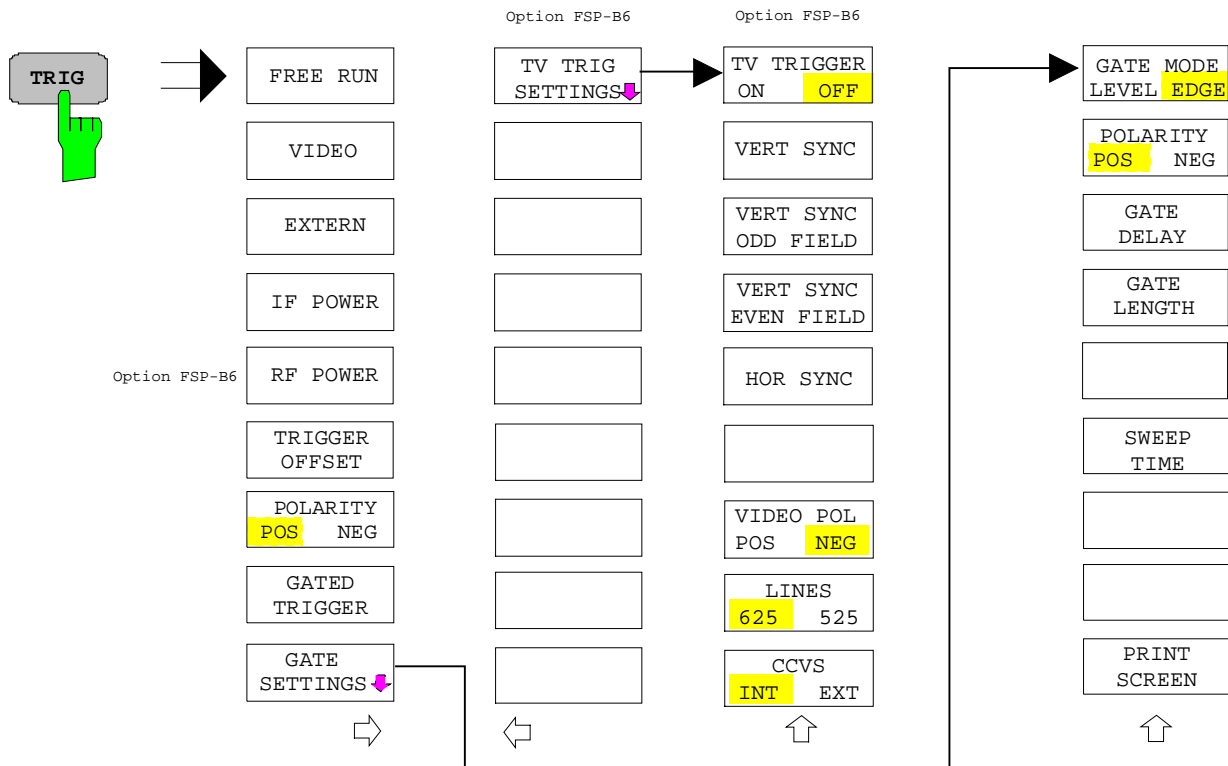 Option FSP-B6
Option FSP-B6
TRIG
FREE RUN
VIDEO
EXTERN
IF POWER
Option FSP-B6
RF POWER
TRIGGER
OFFSET
POLARITY
POS NEG
GATED
TRIGGER
GATE
SETTINGS
TV TRIG
SETTINGS
TV TRIGGER
ON OFF
VERT SYNC
VERT SYNC
ODD FIELD
VERT SYNC
EVEN FIELD
HOR SYNC
VIDEO POL
POS NEG
LINES
625 525
CCVS
INT EXT
GATE MODE
LEVEL EDGE
POLARITY
POS NEG
GATE
DELAY
GATE
LENGTH
SWEEP
TIME
PRINT
SCREEN